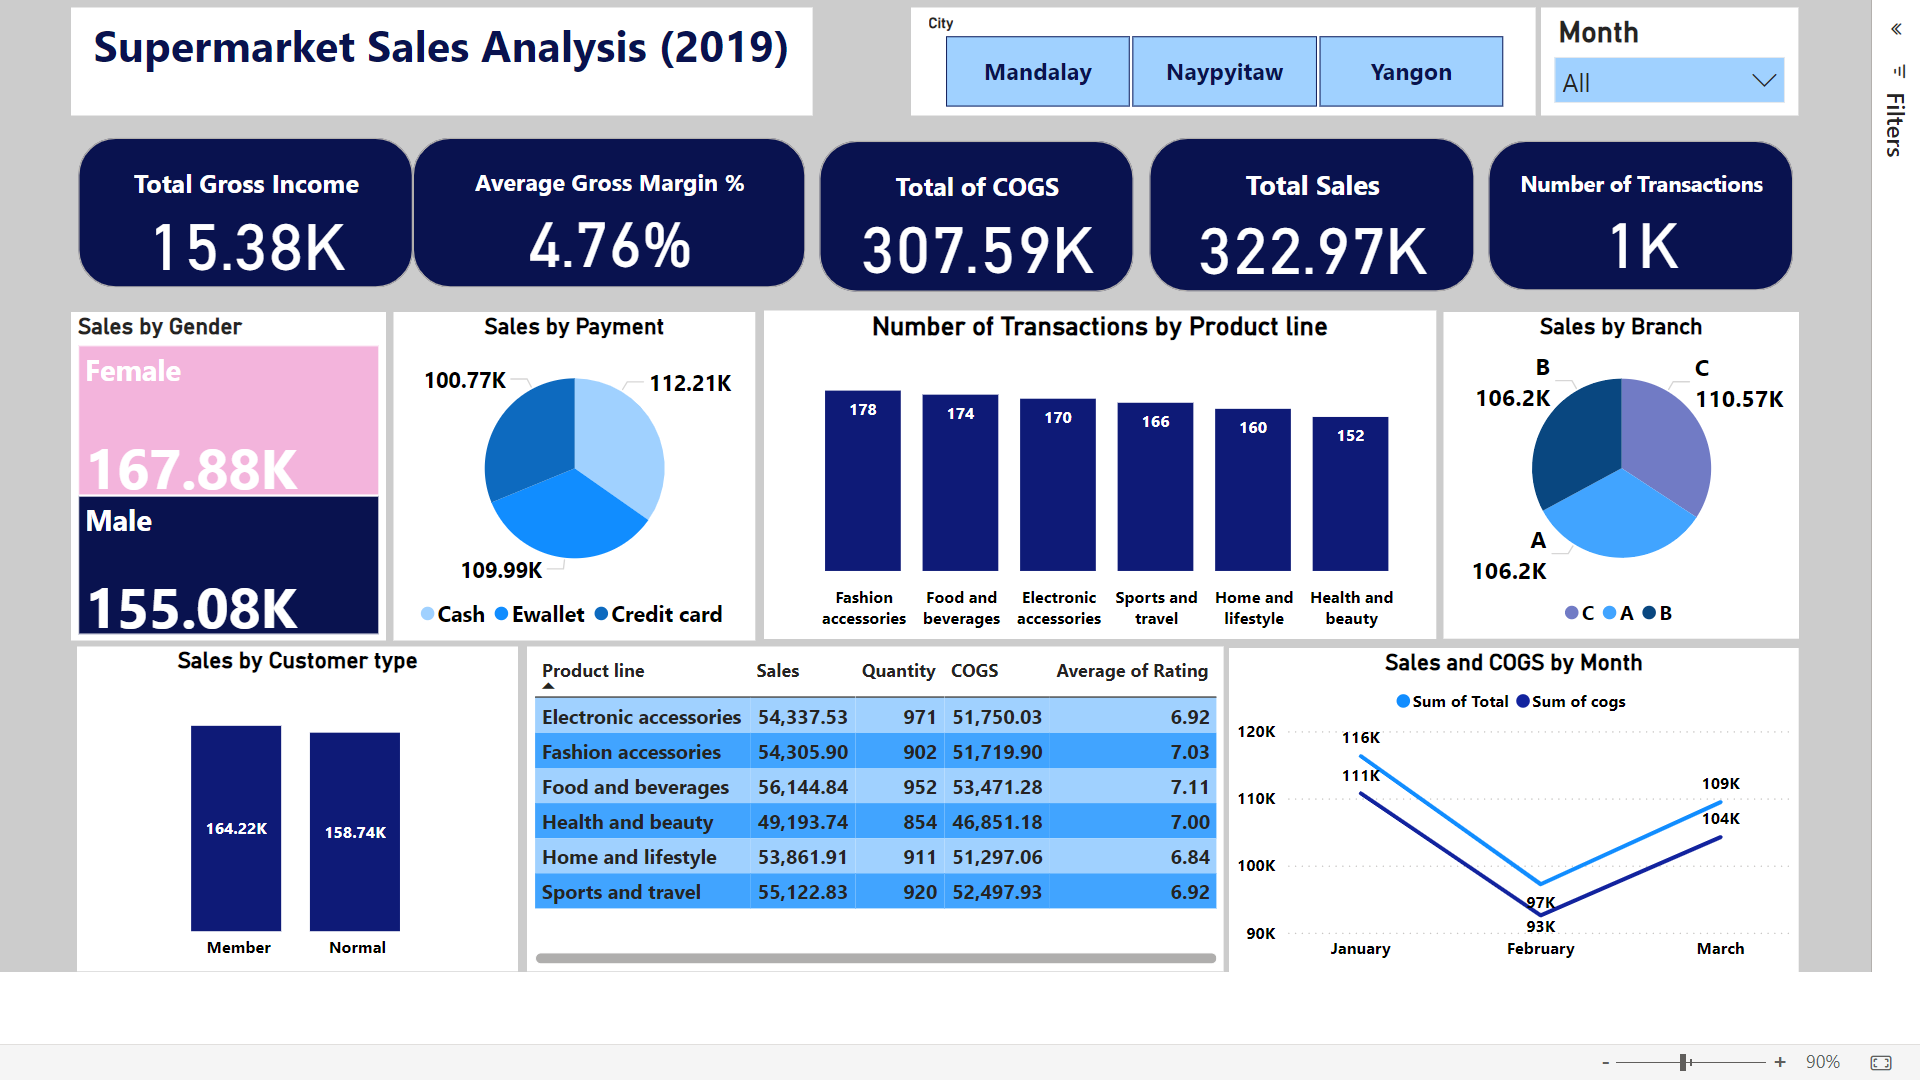 Supermarket Sales Analysis (2019)
City
Mandalay
Naypyitaw
Yangon
Month
All
Filters
Total Gross Income
15.38K
Average Gross Margin %
4.76%
Total of COGS
307.59K
Total Sales
322.97K
Number of Transactions
1K
Sales by Gender
Female
167.88K
Male
155.08K
Sales by Payment
100.77K
112.21K
109.99K
Cash Ewallet Credit card
Number of Transactions by Product line
178 174 170 166 160 152
Fashion accessories
Food and beverages
Electronic accessories
Sports and travel
Home and lifestyle
Health and beauty
Sales by Branch
B
106.2K
C
110.57K
A
106.2K
C A B
Sales by Customer type
164.22K
158.74K
Member
Normal
Product line Sales Quantity COGS Average of Rating
Electronic accessories 54,337.53 971 51,750.03 6.92
Fashion accessories 54,305.90 902 51,719.90 7.03
Food and beverages 56,144.84 952 53,471.28 7.11
Health and beauty 49,193.74 854 46,851.18 7.00
Home and lifestyle 53,861.91 911 51,297.06 6.84
Sports and travel 55,122.83 920 52,497.93 6.92
Sales and COGS by Month
Sum of Total Sum of cogs
120K
110K
100K
90K
116K
111K
97K
93K
109K
104K
January
February
March
- + 90%